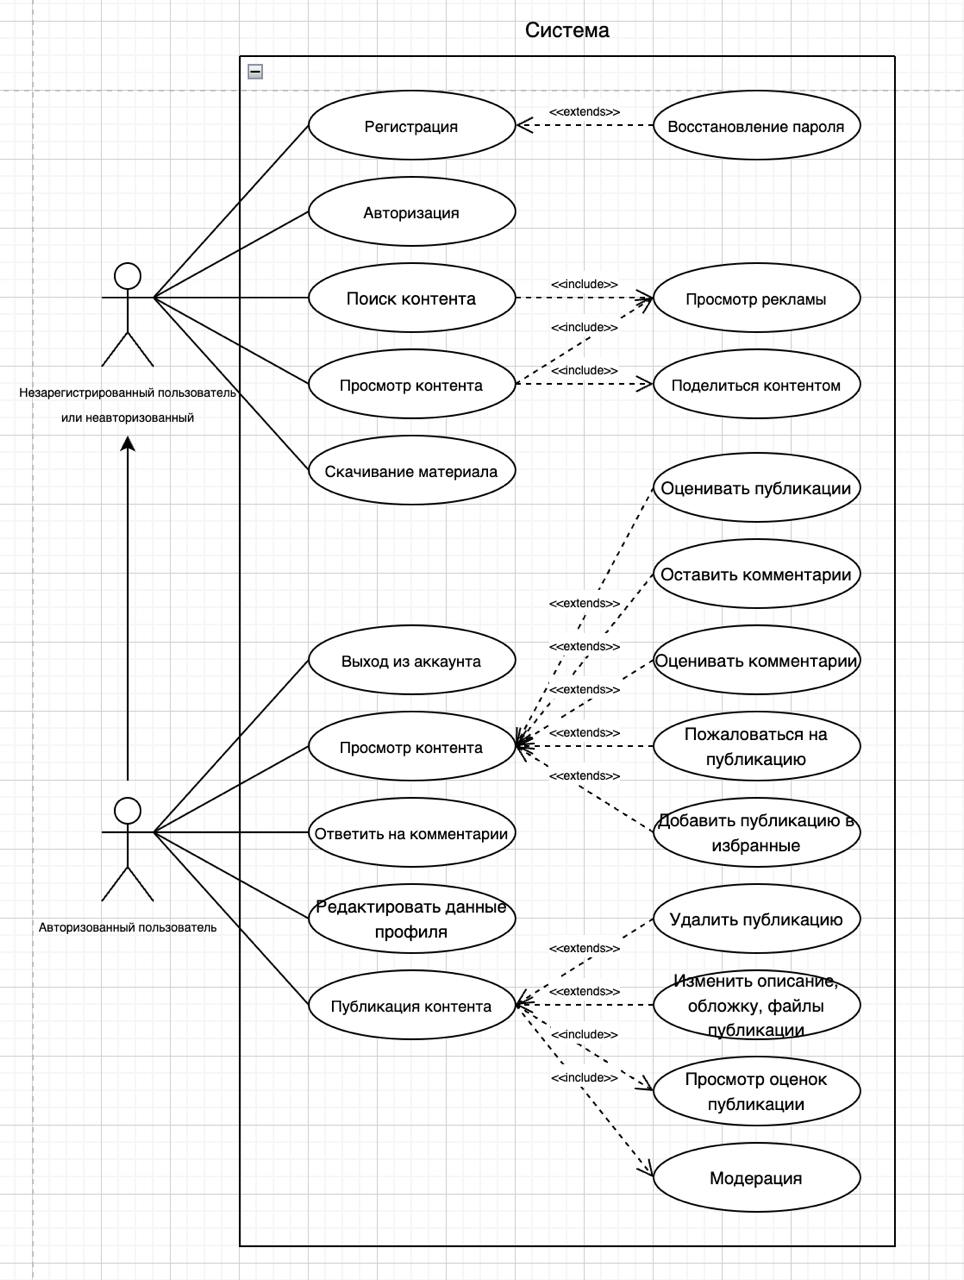 Система
Регистрация
<<extends>>
Восстановление пароля
Авторизация
Поиск контента
<<include>>
Просмотр рекламы
<<include>>
Просмотр контента
<<include>>
Поделиться контентом
Незарегистрированный пользователь
или неавторизованный
Скачивание материала
Оценивать публикации
<<extends>>
Оставить комментарии
<<extends>>
Выход из аккаунта
Оценивать комментарии
<<extends>>
Просмотр контента
<<extends>>
Пожаловаться на
публикацию
<<extends>>
Ответить на комментарии
Добавить публикацию в
избранные
Авторизованный пользователь
Редактировать данные
профиля
Удалить публикацию
<<extends>>
Публикация контента
<<extends>>
Изменить описание,
обложку, файлы
публикации
<<include>>
Просмотр оценок
публикации
<<include>>
Модерация